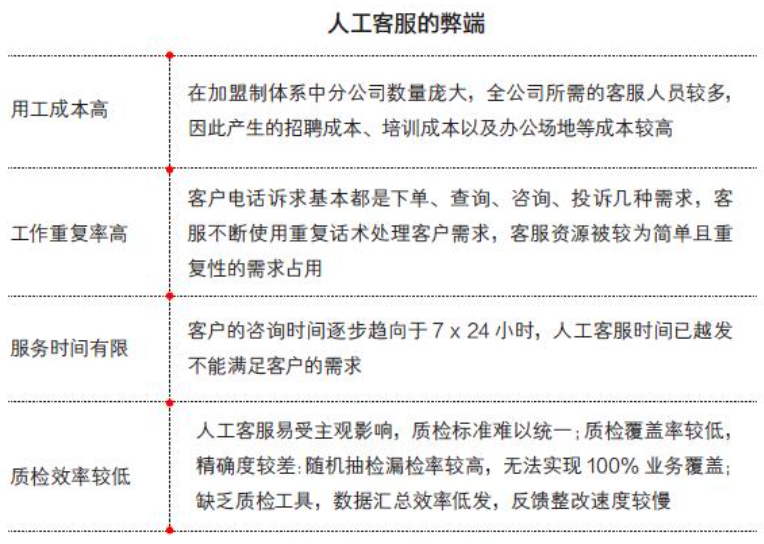 人工客服的弊端
用工成本高
在加盟制体系中分公司数量庞大，全公司所需的客服人员较多，
因此产生的招聘成本、培训成本以及办公场地等成本较高
工作重复率高
客户电话诉求基本都是下单、查询、咨询、投诉几种需求，客
服不断使用重复话术处理客户需求，客服资源被较为简单且重
复性的需求占用
服务时间有限
客户的咨询时间逐步趋向于 7 x 24 小时，人工客服时间已越发
不能满足客户的需求
质检效率较低
人工客服易受主观影响，质检标准难以统一；质检覆盖率较低，
精确度较差：随机抽检漏检率较高，无法实现 100% 业务覆盖；
缺乏质检工具，数据汇总效率低发，反馈整改速度较慢